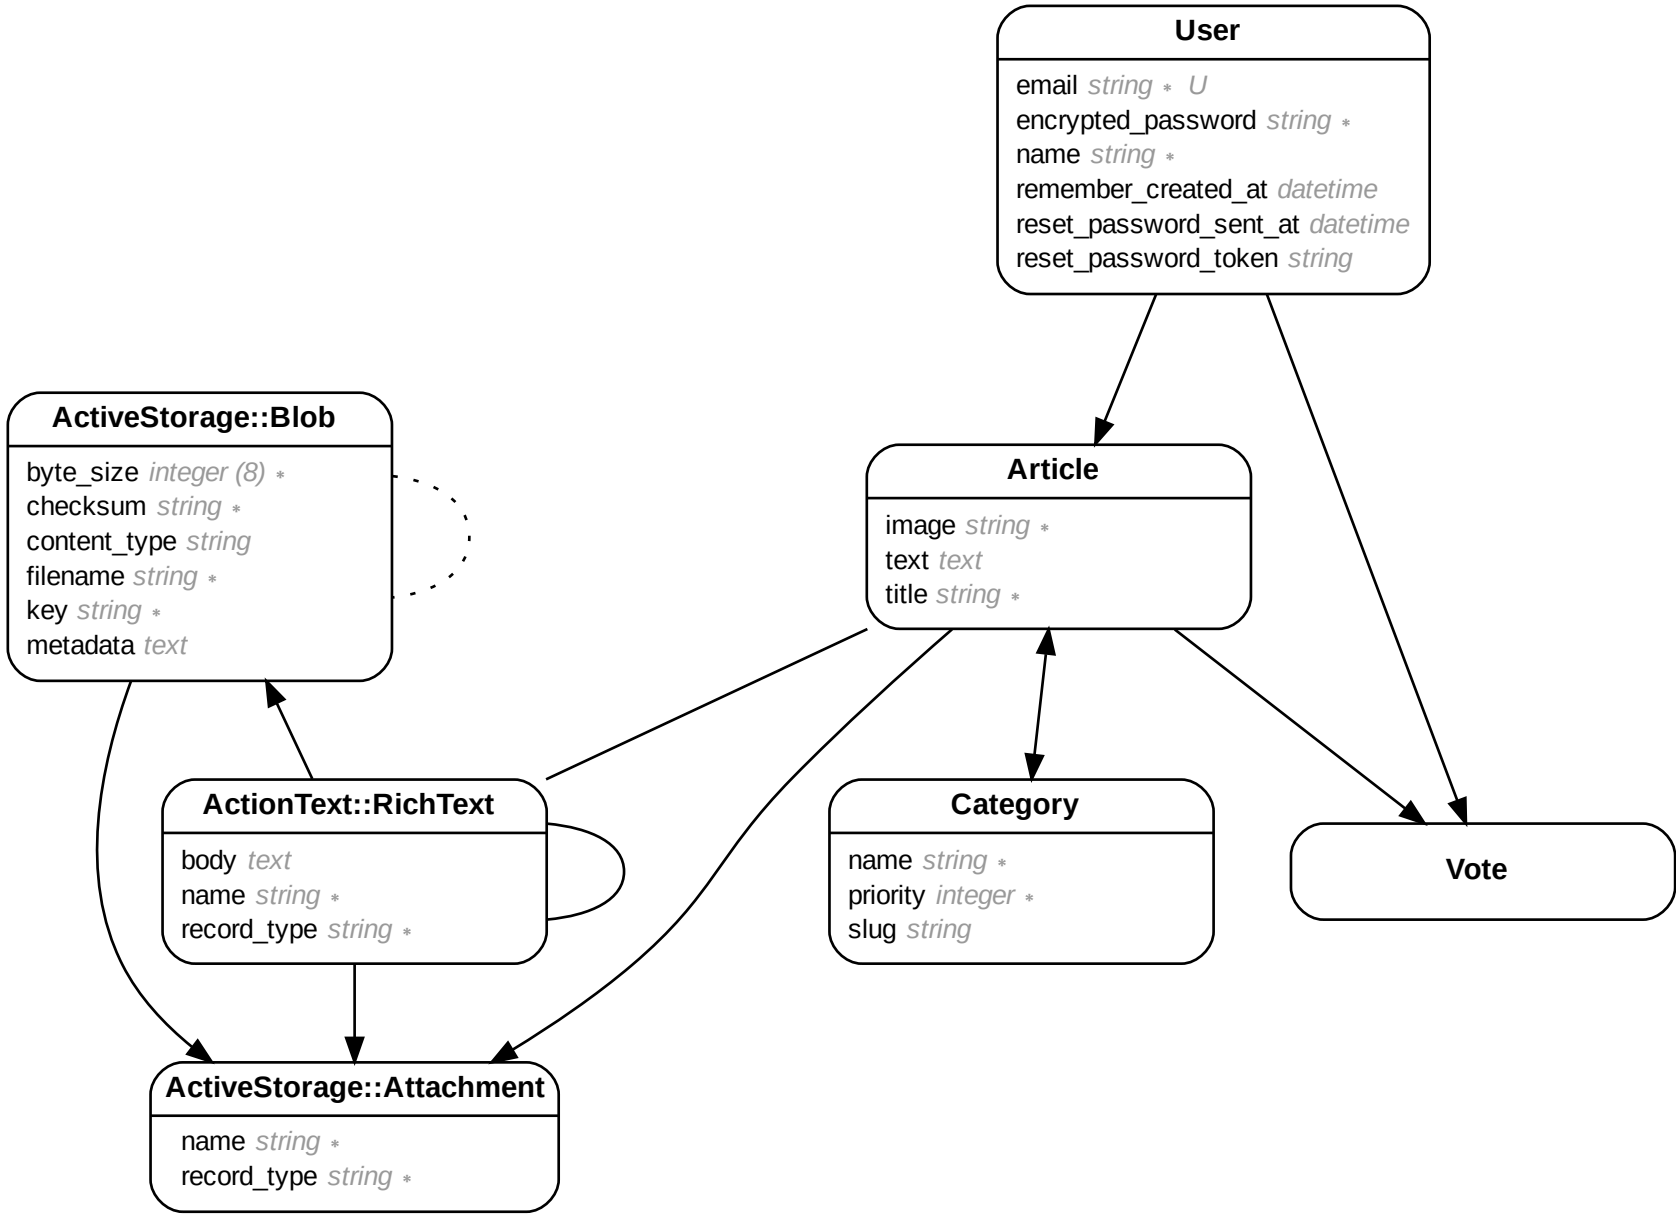 User
email string * U
encrypted_password string *
name string *
remember_created_at datetime
reset_password_sent_at datetime
reset_password_token string
ActiveStorage::Blob
byte_size integer (8) *
checksum string *
content_type string
filename string *
key string *
metadata text
Article
image string *
text text
title string *
ActionText::RichText
body text
name string *
record_type string *
Category
name string *
priority integer *
slug string
Vote
ActiveStorage::Attachment
name string *
record_type string *